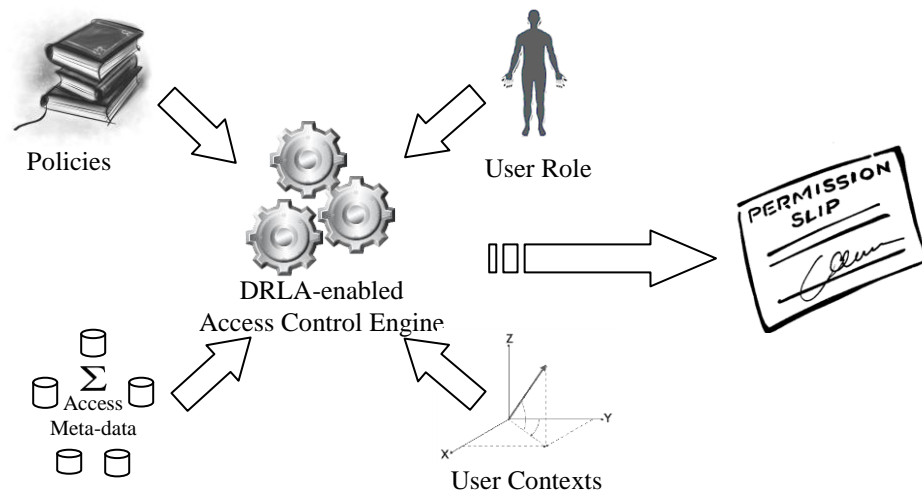 Policies
User Role
PERMISSION
SLIP
DRLA-enabled
Access Control Engine
Z
Y
X
Σ
Access
Meta-data
User Contexts